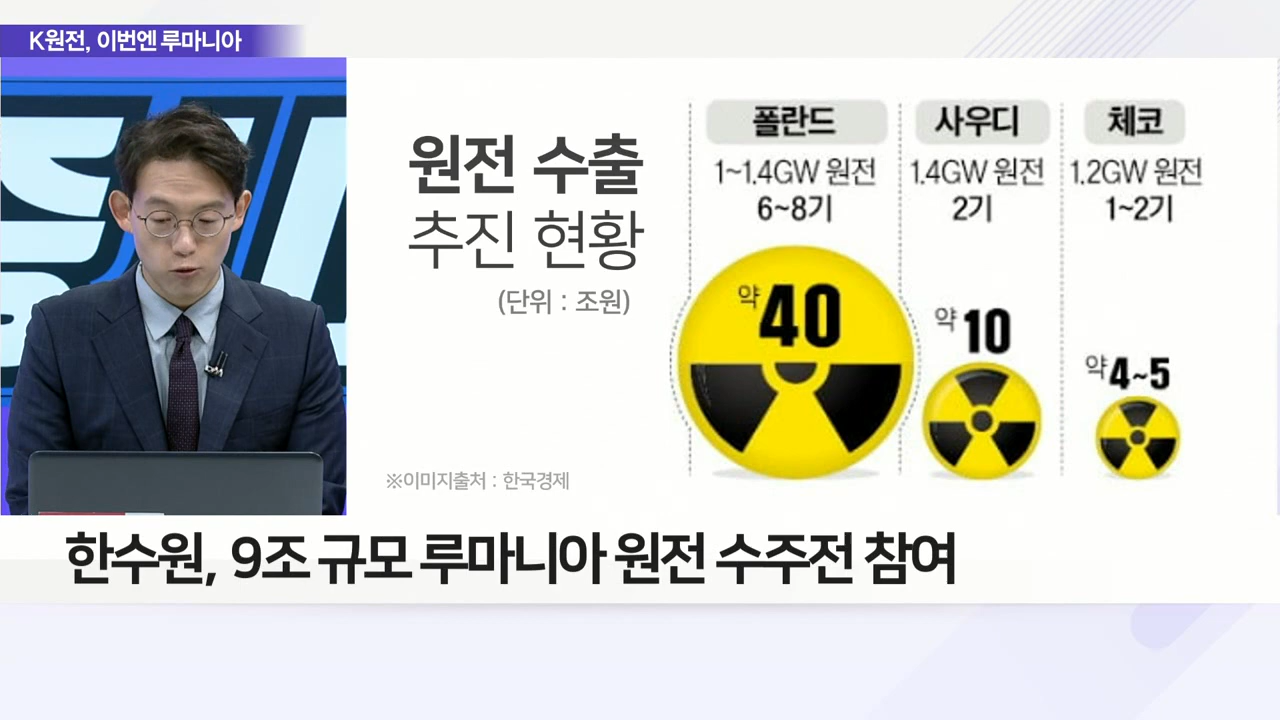 K원전, 이번엔 루마니아
원전 수출
추진 현황
(단위 : 조원)
※이미지출처 : 한국경제
폴란드
1~1.4GW 원전
6~8기
약 40
사우디
1.4GW 원전
2기
약 10
체코
1.2GW 원전
1~2기
약 4~5
한수원, 9조 규모 루마니아 원전 수주전 참여